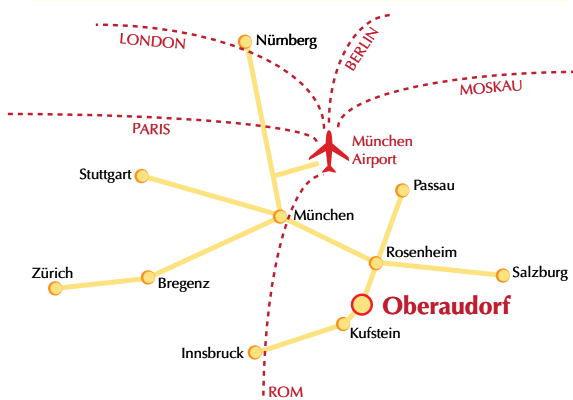 LONDON
Nürnberg
BERLIN
MOSKAU
PARIS
München
Airport
Stuttgart
Passau
München
Rosenheim
Zürich
Bregenz
Salzburg
Oberaudorf
Kufstein
Innsbruck
ROM